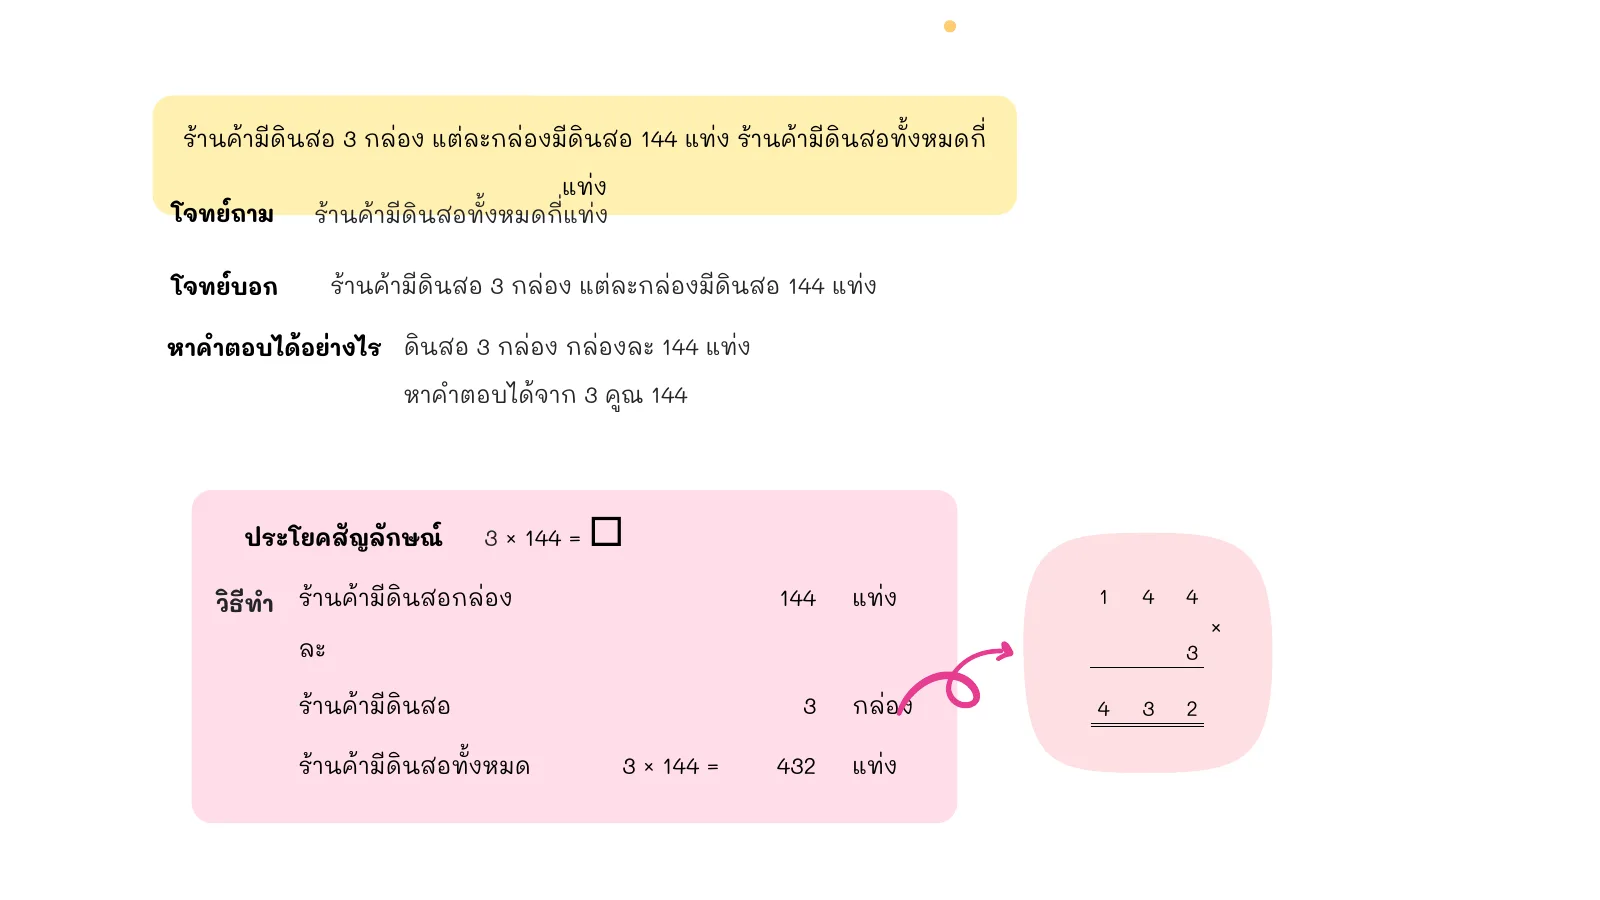 ร้านค้ามีดินสอ 3 กล่อง แต่ละกล่องมีดินสอ 144 แท่ง ร้านค้ามีดินสอทั้งหมดกี่
แท่ง
โจทย์ถาม ร้านค้ามีดินสอทั้งหมดกี่แท่ง
โจทย์บอก ร้านค้ามีดินสอ 3 กล่อง แต่ละกล่องมีดินสอ 144 แท่ง
หาคำตอบได้อย่างไร ดินสอ 3 กล่อง กล่องละ 144 แท่ง
หาคำตอบได้จาก 3 คูณ 144
ประโยคสัญลักษณ์ 3 × 144 = □
วิธีทำ ร้านค้ามีดินสอกล่อง 144 แท่ง
ละ
ร้านค้ามีดินสอ 3 กล่อง
ร้านค้ามีดินสอทั้งหมด 3 × 144 = 432 แท่ง
1 4 4
×
3
4 3 2